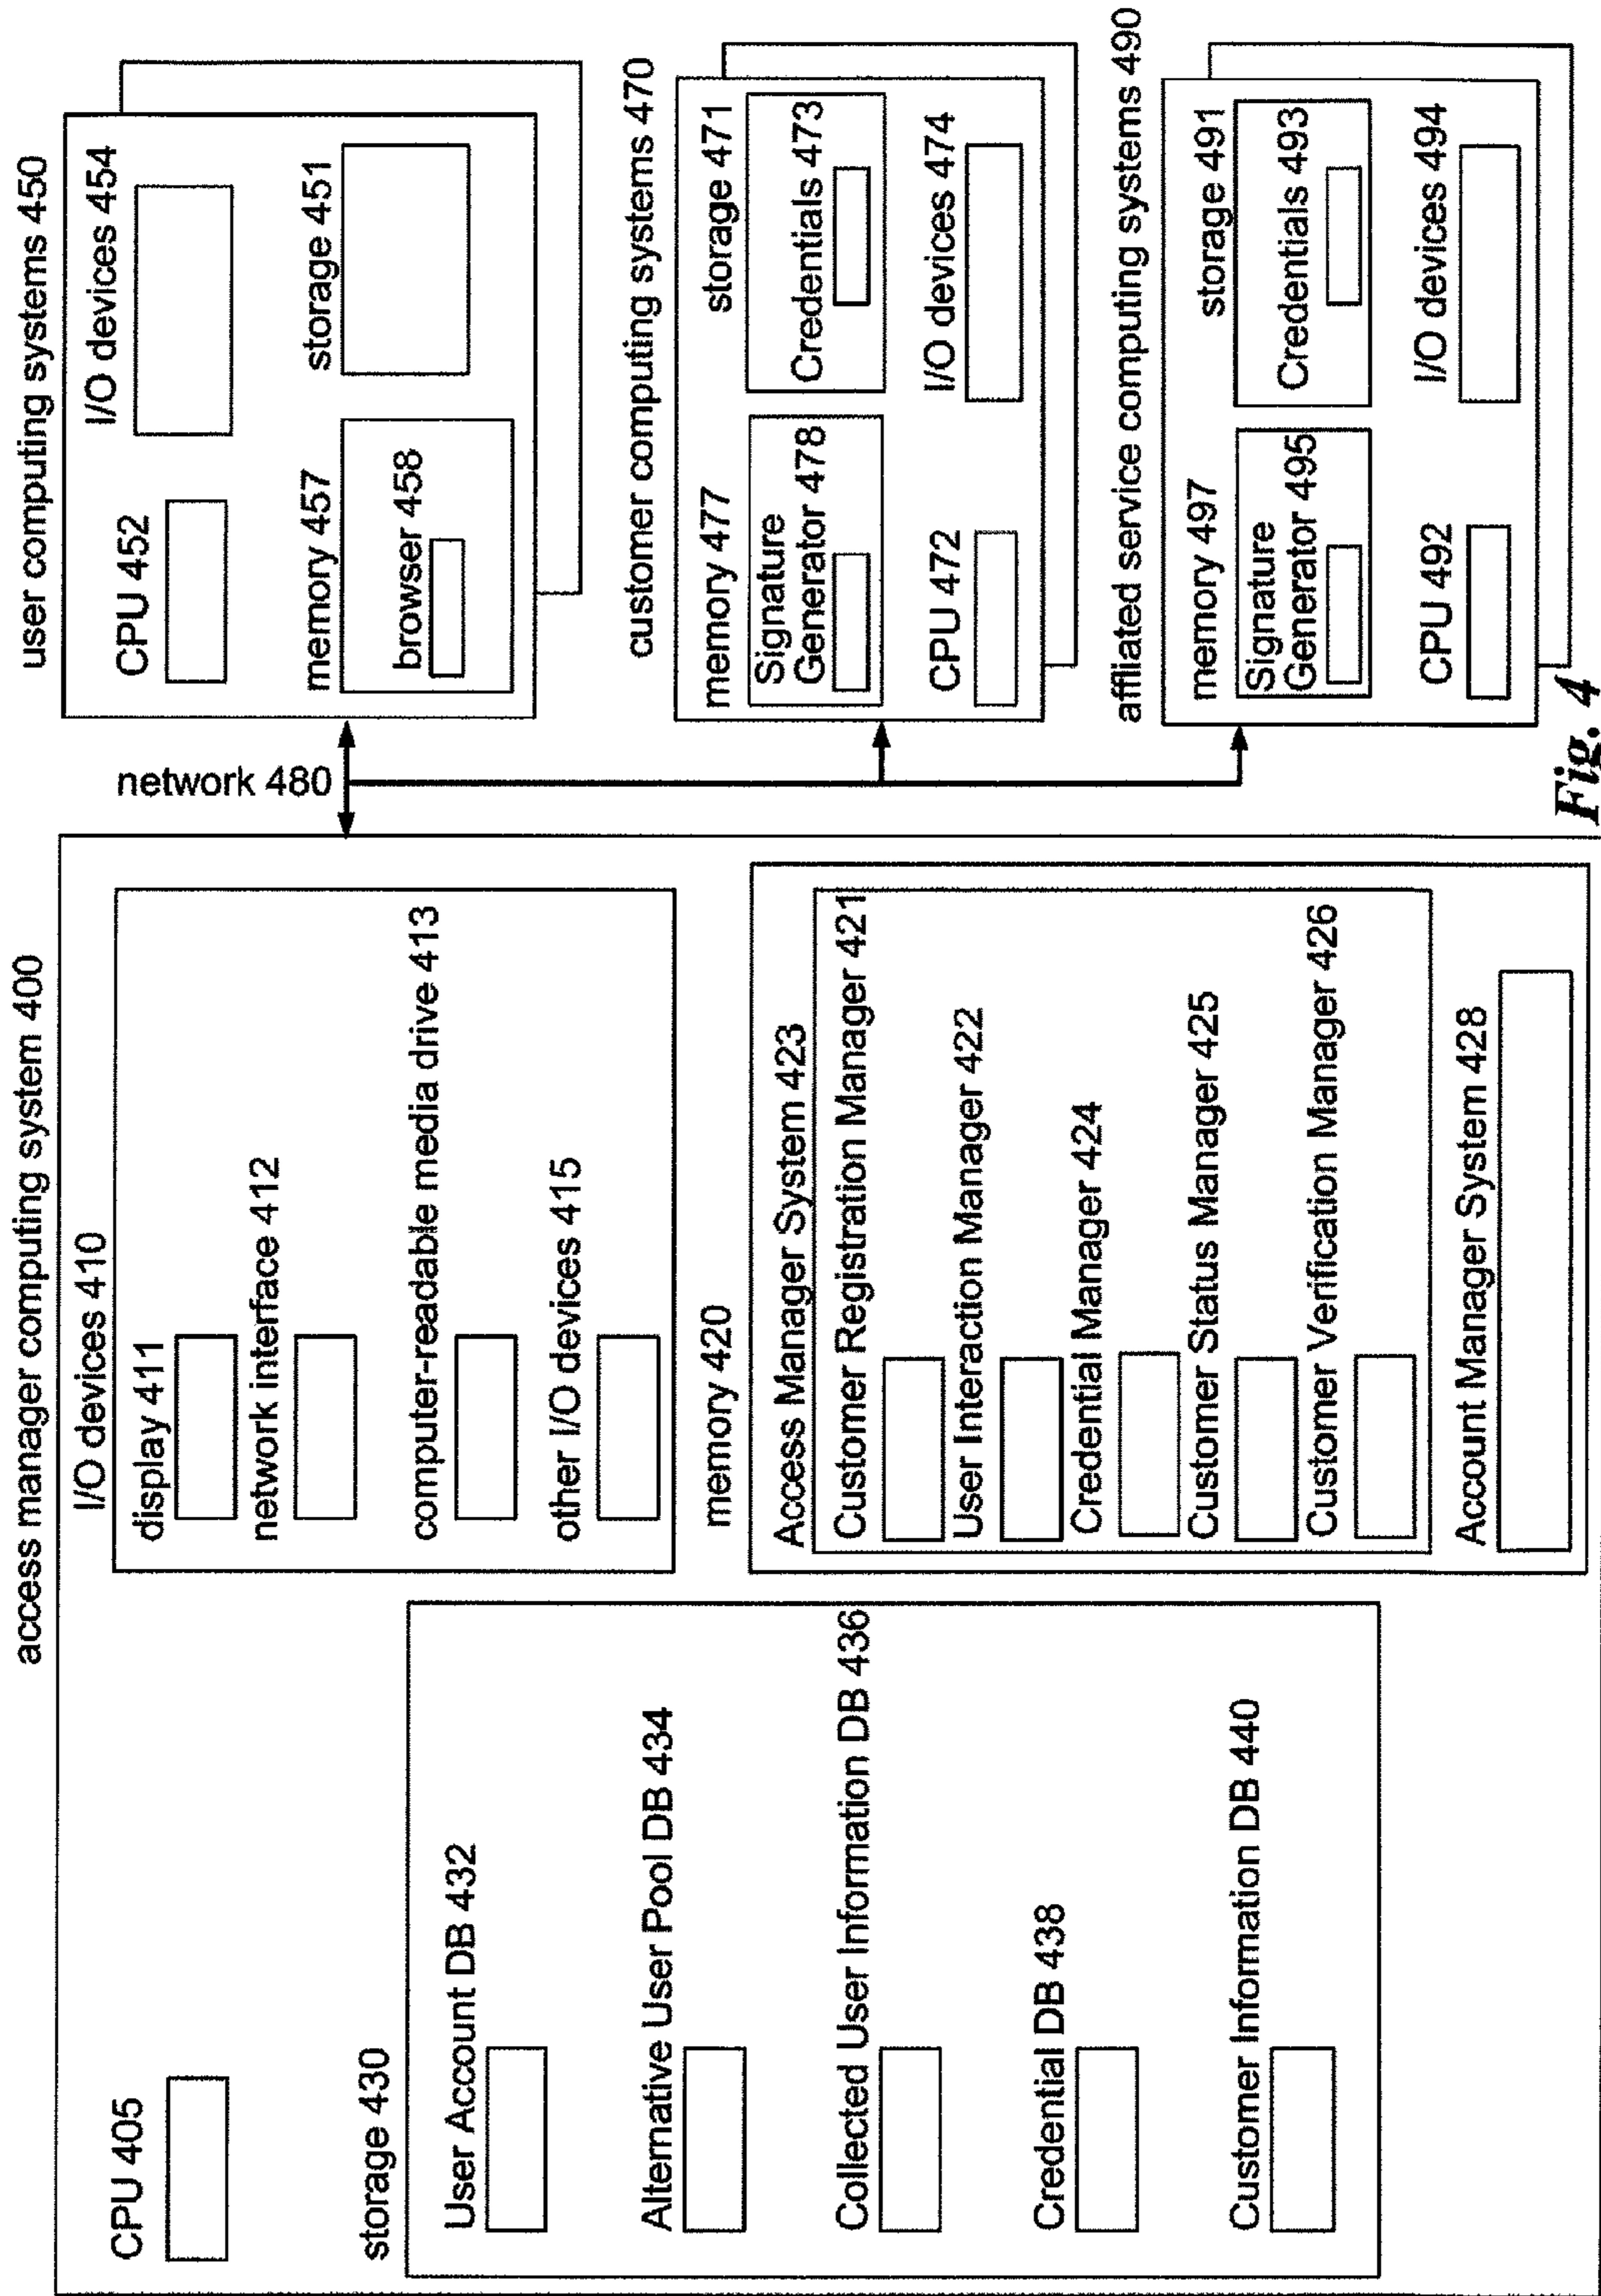 access manager computing system 400
CPU 405
storage 430
User Account DB 432
Alternative User Pool DB 434
Collected User Information DB 436
Credential DB 438
Customer Information DB 440
I/O devices 410
display 411
network interface 412
computer-readable media drive 413
other I/O devices 415
memory 420
Access Manager System 423
Customer Registration Manager 421
User Interaction Manager 422
Credential Manager 424
Customer Status Manager 425
Customer Verification Manager 426
Account Manager System 428
network 480
user computing systems 450
CPU 452
I/O devices 454
memory 457
browser 458
storage 451
customer computing systems 470
memory 477
Signature
Generator 478
storage 471
Credentials 473
CPU 472
I/O devices 474
affliated service computing systems 490
memory 497
Signature
Generator 495
storage 491
Credentials 493
CPU 492
I/O devices 494
Fig. 4